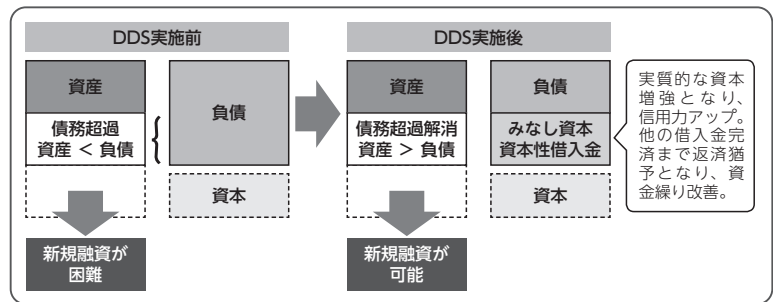 DDS実施前
資産
債務超過
資産 < 負債
負債
資本
新規融資が
困難
DDS実施後
資産
債務超過解消
資産 > 負債
負債
みなし資本
資本性借入金
資本
新規融資が
可能
実質的な資本
増強となり、
信用力アップ。
他の借入金完
済まで返済猶
予となり、資
金繰り改善。